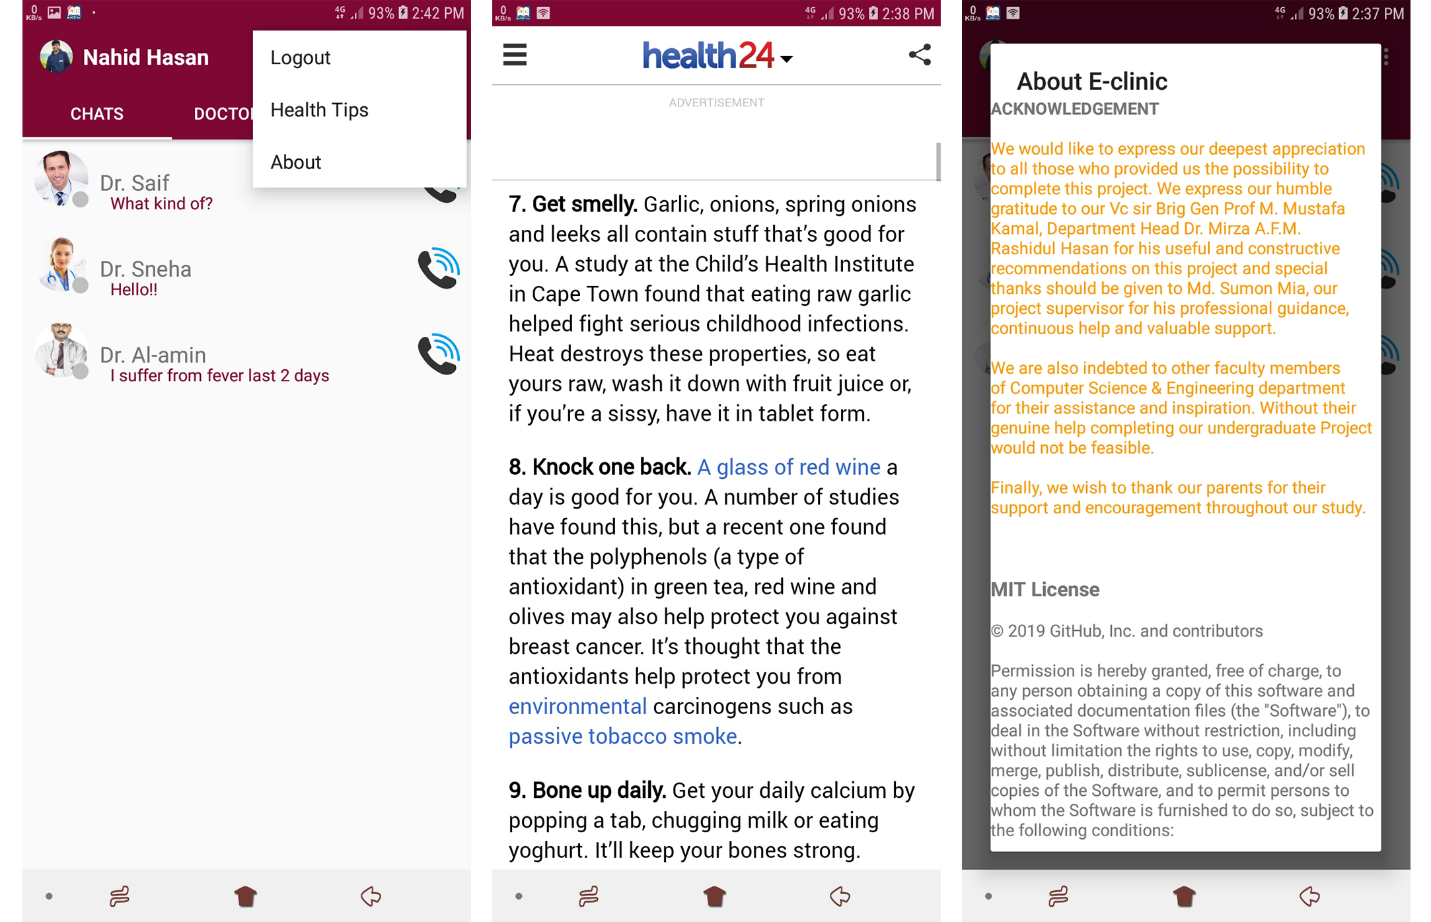 0
KB/s
4G
93%
2:42 PM
Nahid Hasan
Logout
Health Tips
About
CHATS
DOCTO
Dr. Saif
What kind of?
Dr. Sneha
Hello!!
Dr. Al-amin
I suffer from fever last 2 days
0
KB/s
4G
93%
2:38 PM
health24
ADVERTISEMENT
7. Get smelly. Garlic, onions, spring onions
and leeks all contain stuff that’s good for
you. A study at the Child’s Health Institute
in Cape Town found that eating raw garlic
helped fight serious childhood infections.
Heat destroys these properties, so eat
yours raw, wash it down with fruit juice or,
if you’re a sissy, have it in tablet form.
8. Knock one back. A glass of red wine a
day is good for you. A number of studies
have found this, but a recent one found
that the polyphenols (a type of
antioxidant) in green tea, red wine and
olives may also help protect you against
breast cancer. It’s thought that the
antioxidants help protect you from
environmental carcinogens such as
passive tobacco smoke.
9. Bone up daily. Get your daily calcium by
popping a tab, chugging milk or eating
yoghurt. It’ll keep your bones strong.
0
KB/s
4G
93%
2:37 PM
About E-clinic
ACKNOWLEDGEMENT
We would like to express our deepest appreciation
to all those who provided us the possibility to
complete this project. We express our humble
gratitude to our Vc sir Brig Gen Prof M. Mustafa
Kamal, Department Head Dr. Mirza A.F.M.
Rashidul Hasan for his useful and constructive
recommendations on this project and special
thanks should be given to Md. Sumon Mia, our
project supervisor for his professional guidance,
continuous help and valuable support.
We are also indebted to other faculty members
of Computer Science & Engineering department
for their assistance and inspiration. Without their
genuine help completing our undergraduate Project
would not be feasible.
Finally, we wish to thank our parents for their
support and encouragement throughout our study.
MIT License
© 2019 GitHub, Inc. and contributors
Permission is hereby granted, free of charge, to
any person obtaining a copy of this software and
associated documentation files (the "Software"), to
deal in the Software without restriction, including
without limitation the rights to use, copy, modify,
merge, publish, distribute, sublicense, and/or sell
copies of the Software, and to permit persons to
whom the Software is furnished to do so, subject to
the following conditions: